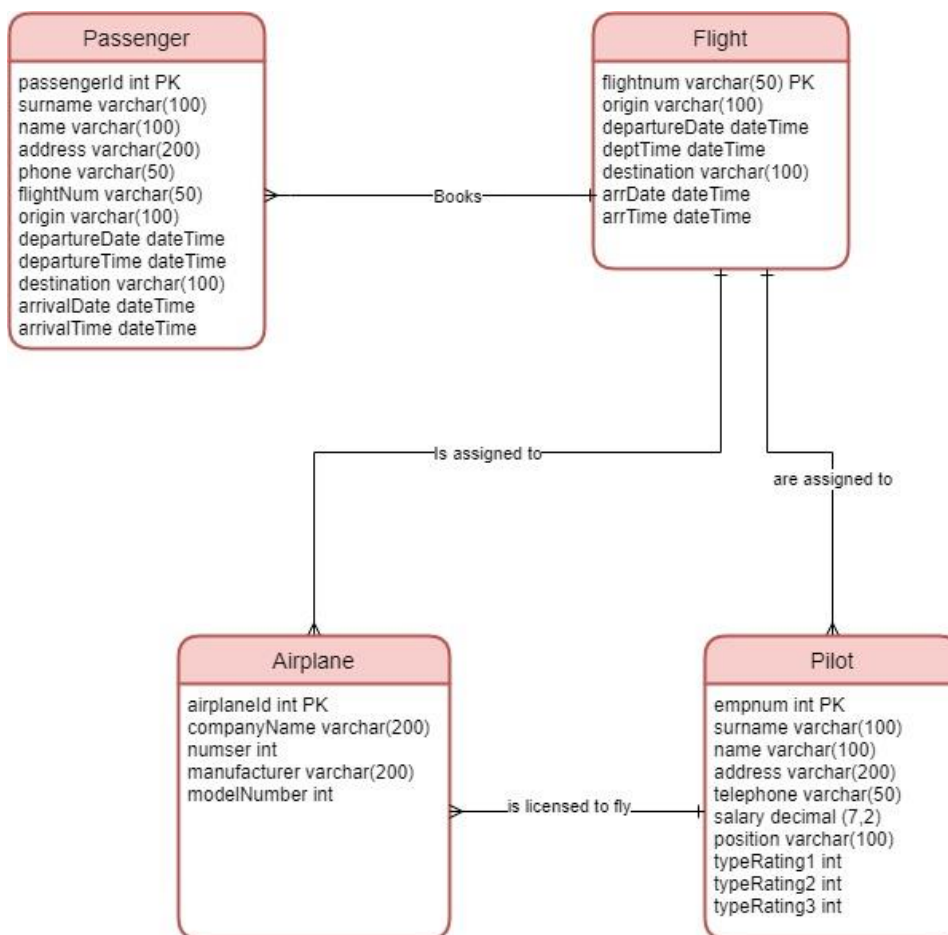 Passenger
passengerId int PK
surname varchar(100)
name varchar(100)
address varchar(200)
phone varchar(50)
flightNum varchar(50)
origin varchar(100)
departureDate dateTime
departureTime dateTime
destination varchar(100)
arrivalDate dateTime
arrivalTime dateTime
Flight
flightnum varchar(50) PK
origin varchar(100)
departureDate dateTime
deptTime dateTime
destination varchar(100)
arrDate dateTime
arrTime dateTime
Books
Is assigned to
are assigned to
Airplane
airplaneId int PK
companyName varchar(200)
numser int
manufacturer varchar(200)
modelNumber int
is licensed to fly
Pilot
empnum int PK
surname varchar(100)
name varchar(100)
address varchar(200)
telephone varchar(50)
salary decimal (7,2)
position varchar(100)
typeRating1 int
typeRating2 int
typeRating3 int